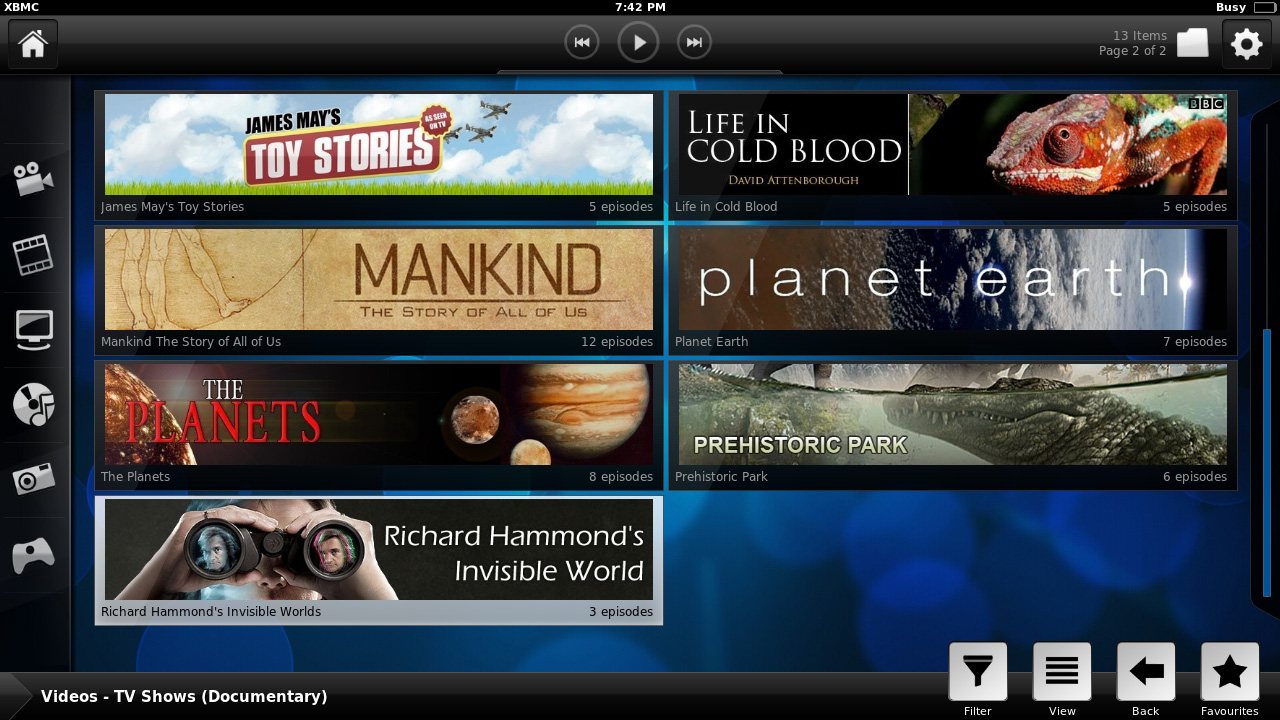 XBMC
7:42 PM
Busy
13 Items
Page 2 of 2
JAMES MAY'S
TOY STORIES
AS SEEN
ON TV
James May's Toy Stories
5 episodes
BBC
LIFE IN
COLD BLOOD
DAVID ATTENBOROUGH
Life in Cold Blood
5 episodes
MANKIND
THE STORY OF ALL OF US
Mankind The Story of All of Us
12 episodes
planet earth
Planet Earth
7 episodes
THE
PLANETS
The Planets
8 episodes
PREHISTORIC PARK
Prehistoric Park
6 episodes
Richard Hammond's
Invisible World
Richard Hammond's Invisible Worlds
3 episodes
Videos - TV Shows (Documentary)
Filter
View
Back
Favourites